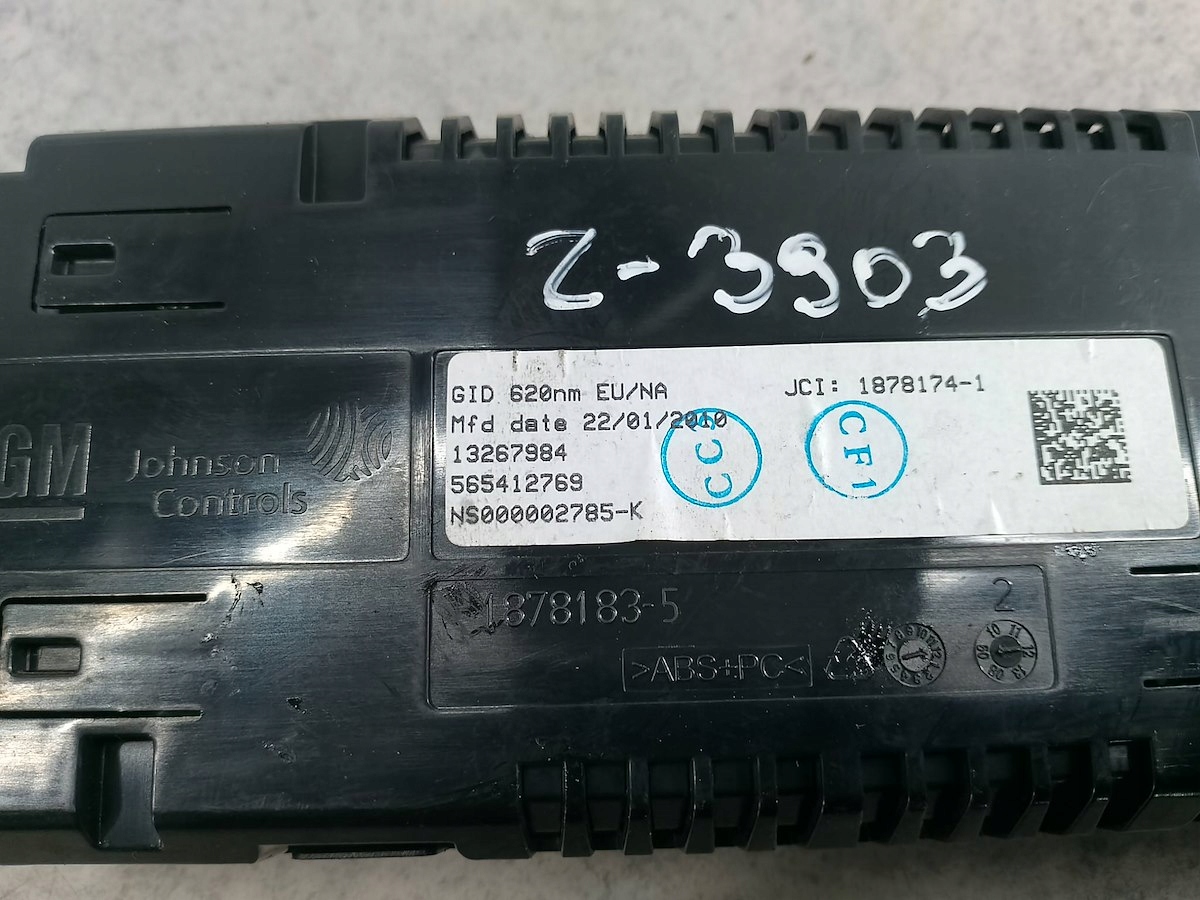 Z-3903
GID 620nm EU/NA
JCI: 1878174-1
Mfd date 22/01/2010
13267984
565412769
NS000002785-K
CC9
CF1
GM
Johnson
Controls
1878183-5
2
>ABS+PC<